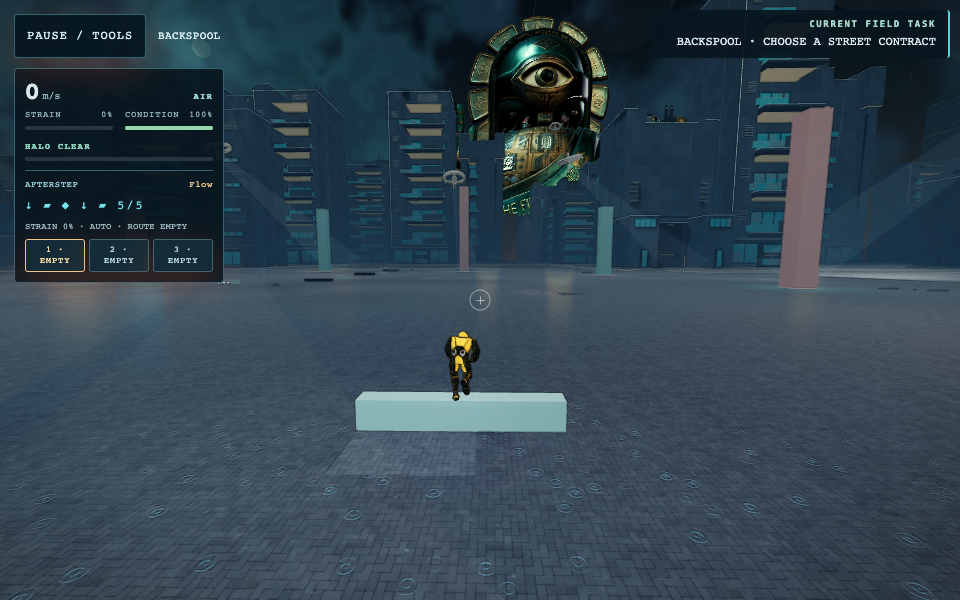 PAUSE / TOOLS
BACKSPOOL
CURRENT FIELD TASK
BACKSPOOL · CHOOSE A STREET CONTRACT
0 m/s
AIR
STRAIN 0%
CONDITION 100%
HALO CLEAR
AFTERSTEP
Flow
↓ ▰ ◆ ↓ ▰ 5/5
STRAIN 0% · AUTO · ROUTE EMPTY
1 · EMPTY
2 · EMPTY
3 · EMPTY